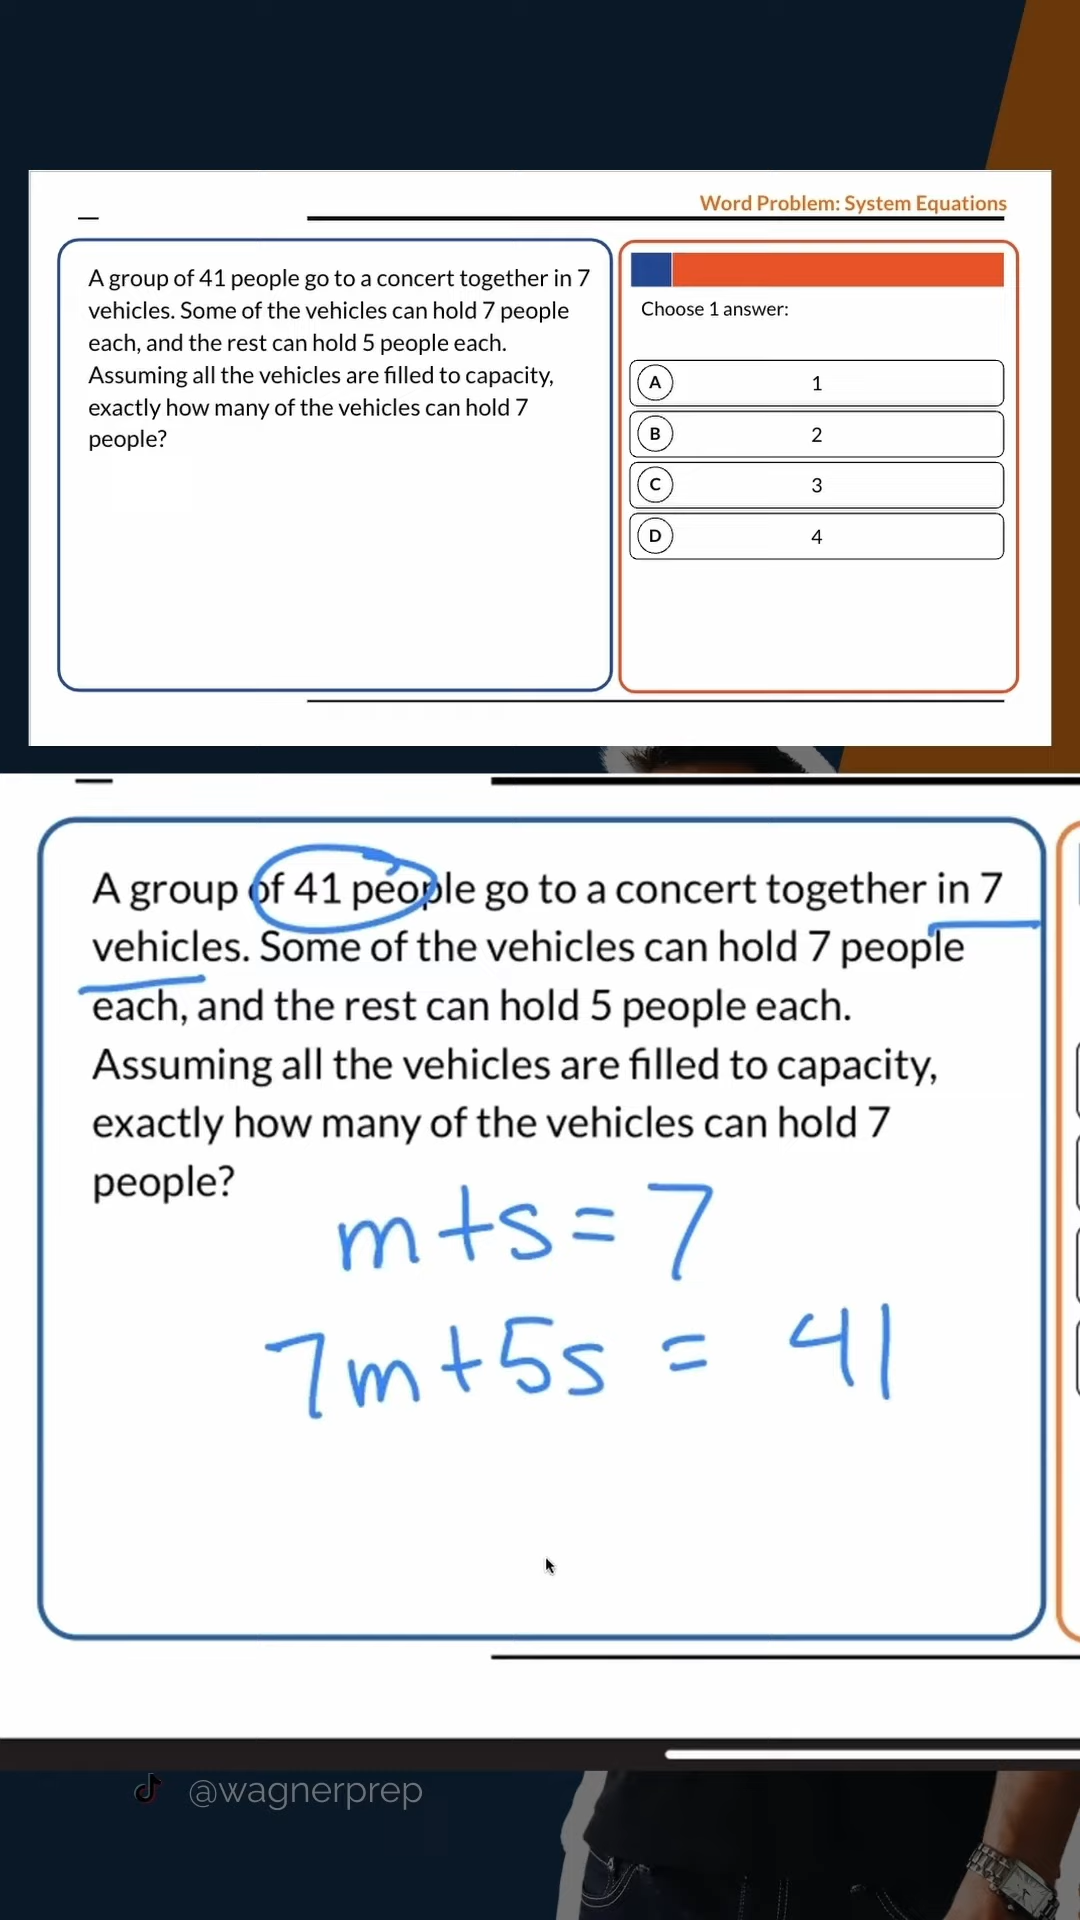 Word Problem: System Equations
A group of 41 people go to a concert together in 7
vehicles. Some of the vehicles can hold 7 people
each, and the rest can hold 5 people each.
Assuming all the vehicles are filled to capacity,
exactly how many of the vehicles can hold 7
people?
Choose 1 answer:
A 1
B 2
C 3
D 4
A group of 41 people go to a concert together in 7
vehicles. Some of the vehicles can hold 7 people
each, and the rest can hold 5 people each.
Assuming all the vehicles are filled to capacity,
exactly how many of the vehicles can hold 7
people?
m+s=7
7m+5s = 41
@wagnerprep